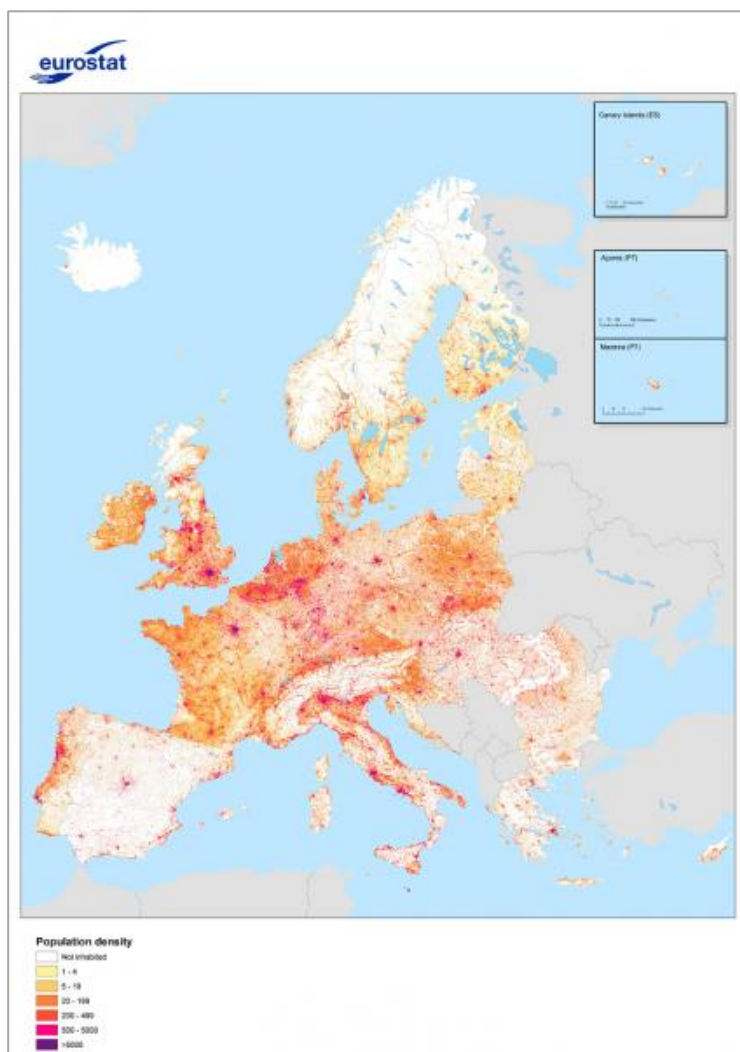 eurostat
Canary Islands (ES)
Açores (PT)
Madeira (PT)
Population density
Not inhabited
1 - 4
5 - 19
20 - 199
200 - 499
500 - 5000
>5000